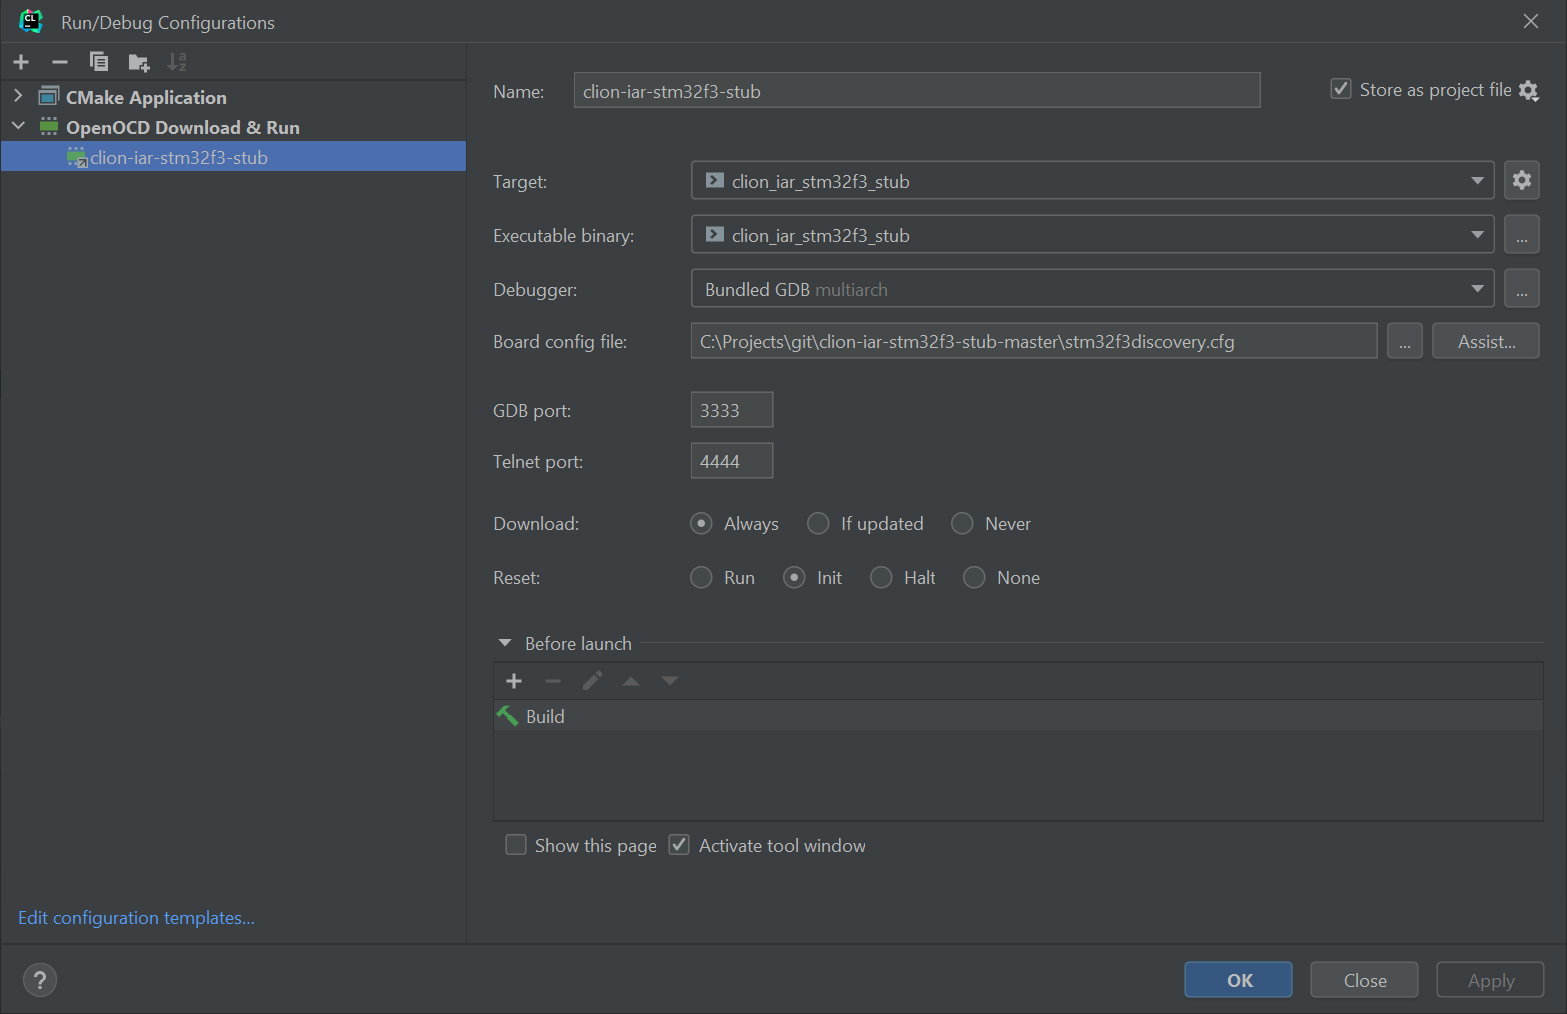 Run/Debug Configurations
CMake Application
OpenOCD Download & Run
clion-iar-stm32f3-stub
Edit configuration templates...
Name: clion-iar-stm32f3-stub Store as project file
Target: clion_iar_stm32f3_stub
Executable binary: clion_iar_stm32f3_stub ...
Debugger: Bundled GDB multiarch ...
Board config file: C:\Projects\git\clion-iar-stm32f3-stub-master\stm32f3discovery.cfg ... Assist...
GDB port: 3333
Telnet port: 4444
Download: Always If updated Never
Reset: Run Init Halt None
Before launch
Build
Show this page Activate tool window
? OK Close Apply